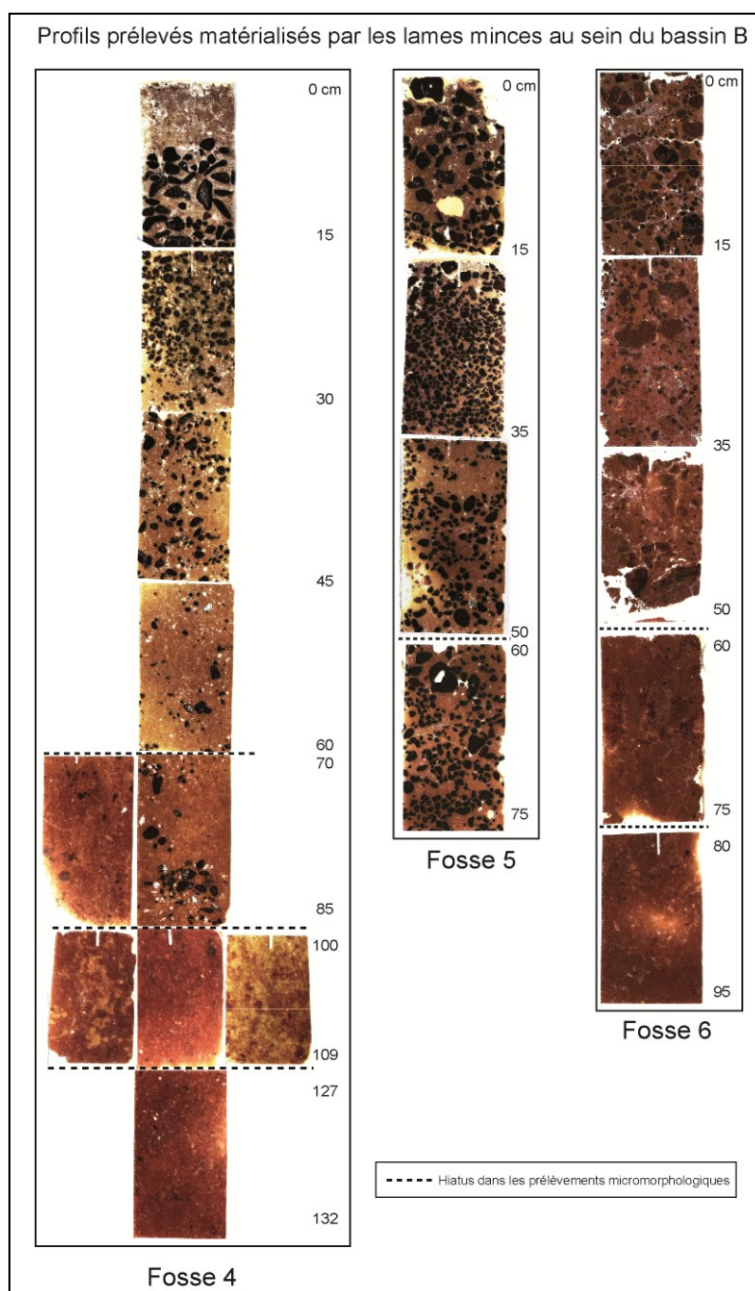 Profils prélevés matérialisés par les lames minces au sein du bassin B
0 cm
15
30
45
60
70
85
100
109
127
132
Fosse 4
0 cm
15
35
50
60
75
Fosse 5
0 cm
15
35
50
60
75
80
95
Fosse 6
Hiatus dans les prélèvements micromorphologiques